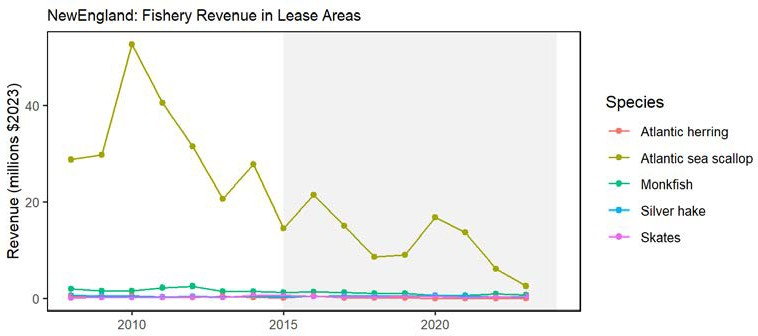 NewEngland: Fishery Revenue in Lease Areas
Revenue (millions $2023)
40
20
0
2010
2015
2020
Species
Atlantic herring
Atlantic sea scallop
Monkfish
Silver hake
Skates